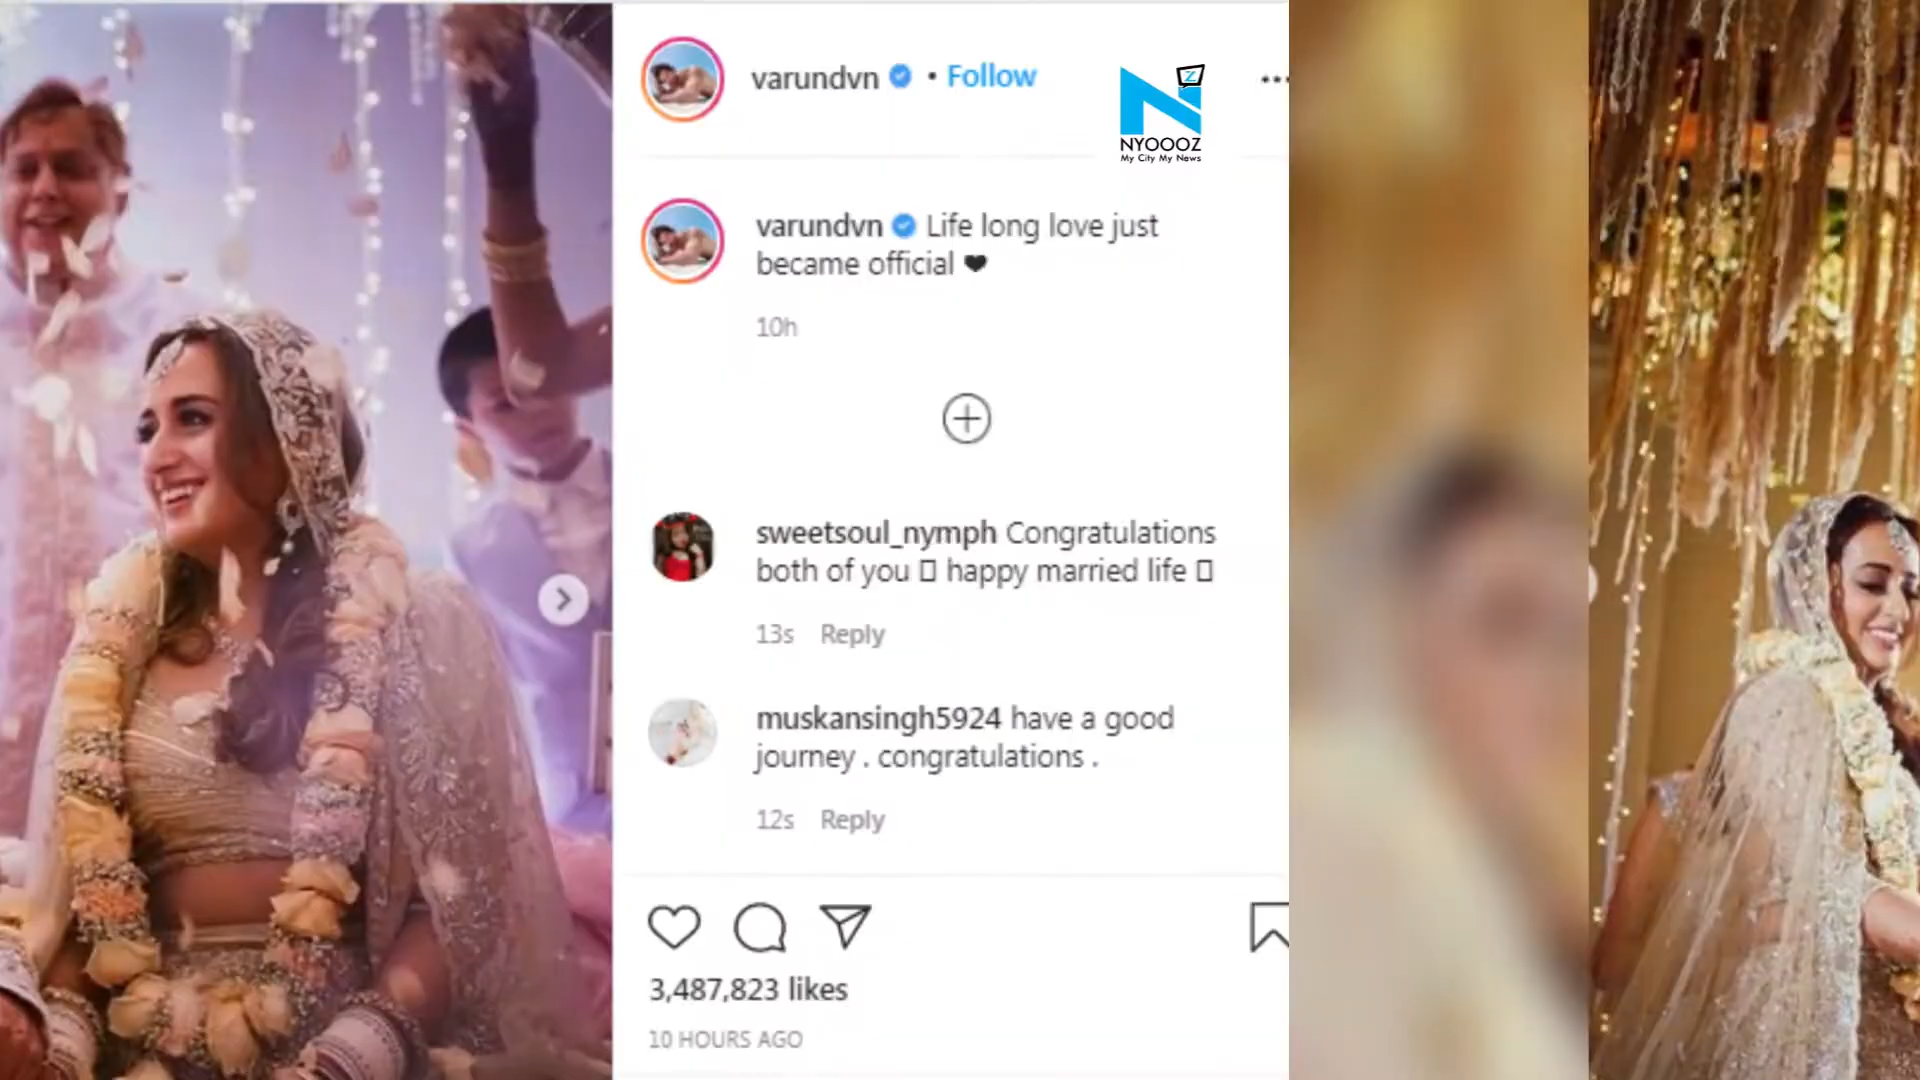 varundvn • Follow
NYOOOZ
My City My News
varundvn Life long love just
became official 🖤
10h
sweetsoul_nymph Congratulations
both of you ▯ happy married life ▯
13s Reply
muskansingh5924 have a good
journey . congratulations .
12s Reply
3,487,823 likes
10 HOURS AGO